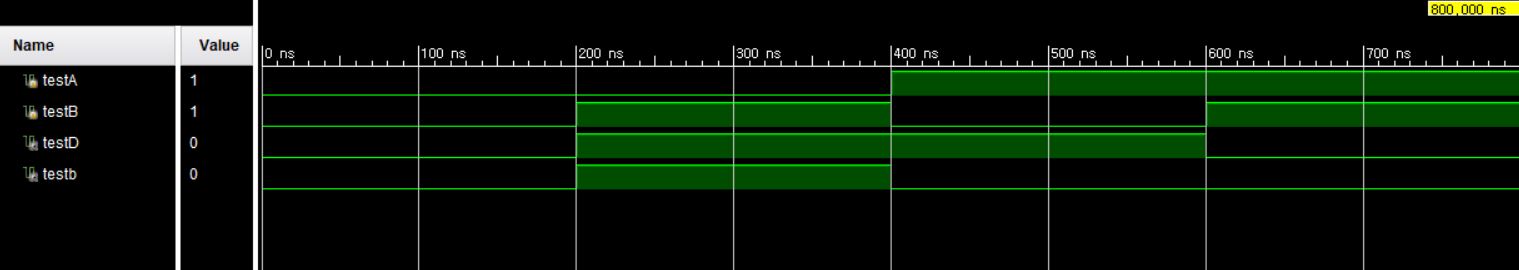 800,000 ns
Name Value
0 ns 100 ns 200 ns 300 ns 400 ns 500 ns 600 ns 700 ns
testA 1
testB 1
testD 0
testb 0